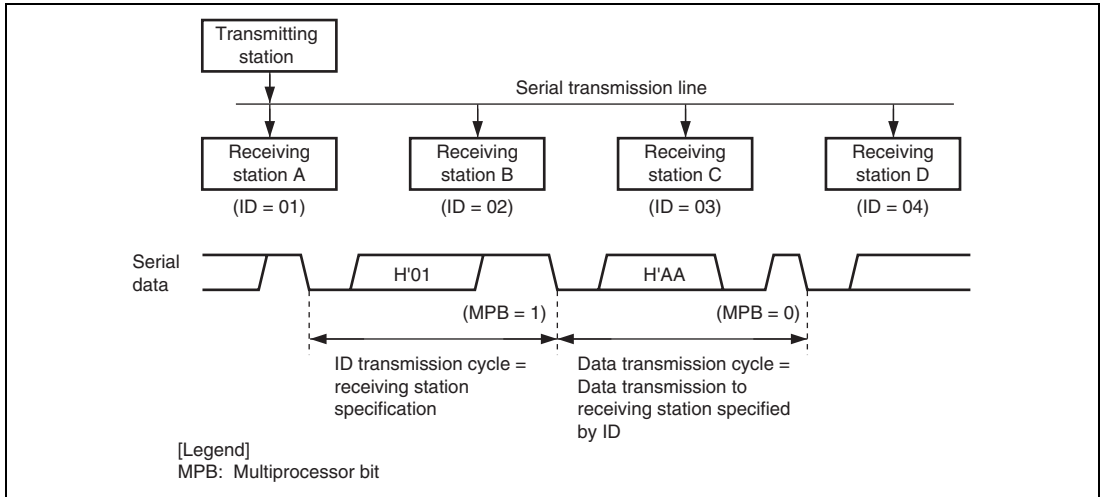 Transmitting
station
Serial transmission line
Receiving
station A
Receiving
station B
Receiving
station C
Receiving
station D
(ID = 01)
(ID = 02)
(ID = 03)
(ID = 04)
Serial
data
H'01
H'AA
(MPB = 1)
(MPB = 0)
ID transmission cycle =
receiving station
specification
Data transmission cycle =
Data transmission to
receiving station specified
by ID
[Legend]
MPB: Multiprocessor bit